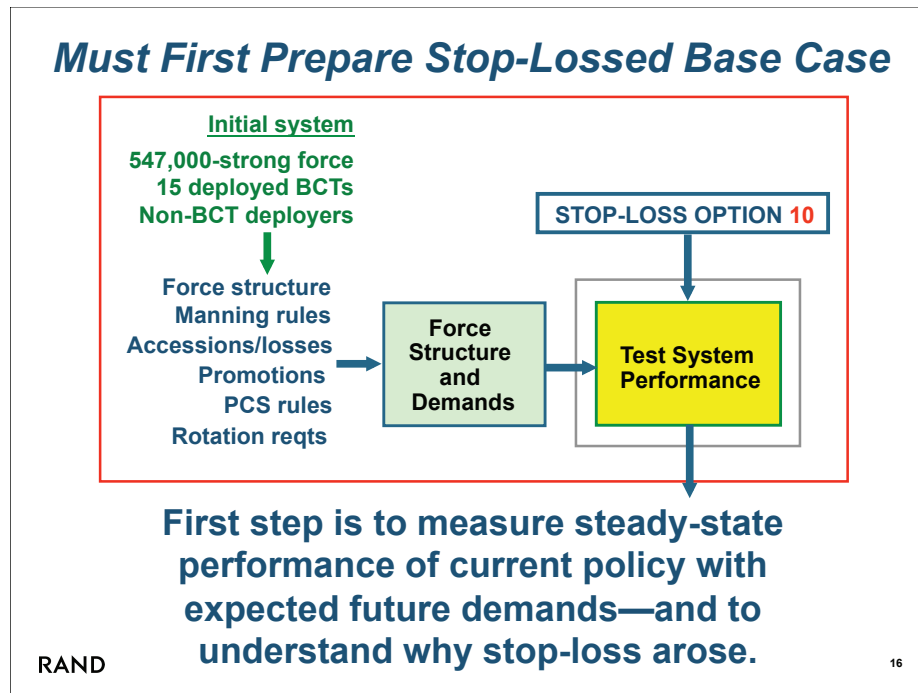 Must First Prepare Stop-Lossed Base Case
Initial system
547,000-strong force
15 deployed BCTs
Non-BCT deployers
STOP-LOSS OPTION 10
Force structure
Manning rules
Accessions/losses
Promotions
PCS rules
Rotation reqts
Force
Structure
and
Demands
Test System
Performance
First step is to measure steady-state
performance of current policy with
expected future demands—and to
understand why stop-loss arose.
RAND
16